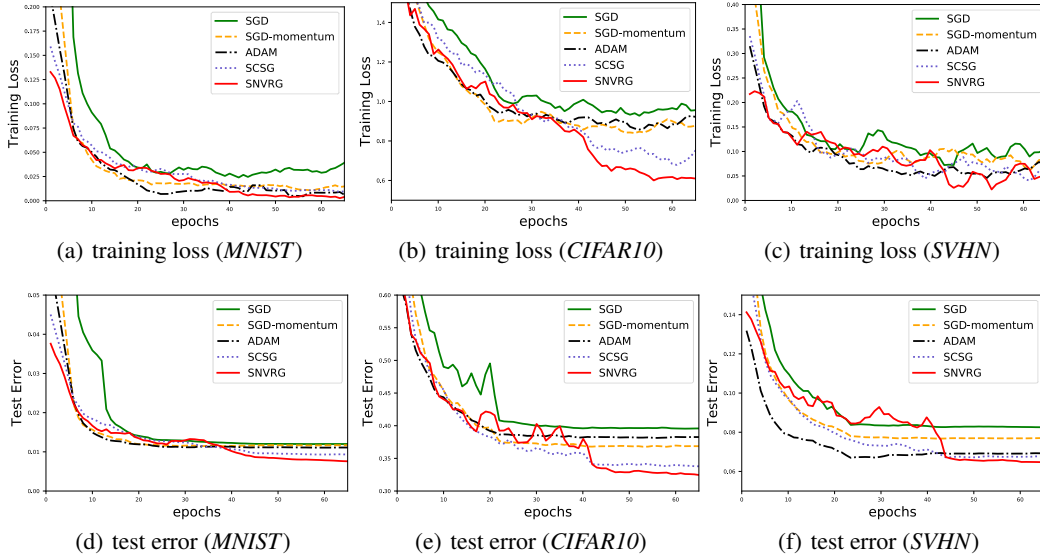 Training Loss
0.200
0.175
0.150
0.125
0.100
0.075
0.050
0.025
0.000
SGD
SGD-momentum
ADAM
SCSG
SNVRG
0 10 20 30 40 50 60
epochs
(a) training loss (MNIST)
Training Loss
1.4
1.2
1.0
0.8
0.6
SGD
SGD-momentum
ADAM
SCSG
SNVRG
0 10 20 30 40 50 60
epochs
(b) training loss (CIFAR10)
Training Loss
0.40
0.35
0.30
0.25
0.20
0.15
0.10
0.05
0.00
SGD
SGD-momentum
ADAM
SCSG
SNVRG
0 10 20 30 40 50 60
epochs
(c) training loss (SVHN)
Test Error
0.05
0.04
0.03
0.02
0.01
0.00
SGD
SGD-momentum
ADAM
SCSG
SNVRG
0 10 20 30 40 50 60
epochs
(d) test error (MNIST)
Test Error
0.60
0.55
0.50
0.45
0.40
0.35
0.30
SGD
SGD-momentum
ADAM
SCSG
SNVRG
0 10 20 30 40 50 60
epochs
(e) test error (CIFAR10)
Test Error
0.14
0.12
0.10
0.08
0.06
SGD
SGD-momentum
ADAM
SCSG
SNVRG
0 10 20 30 40 50 60
epochs
(f) test error (SVHN)